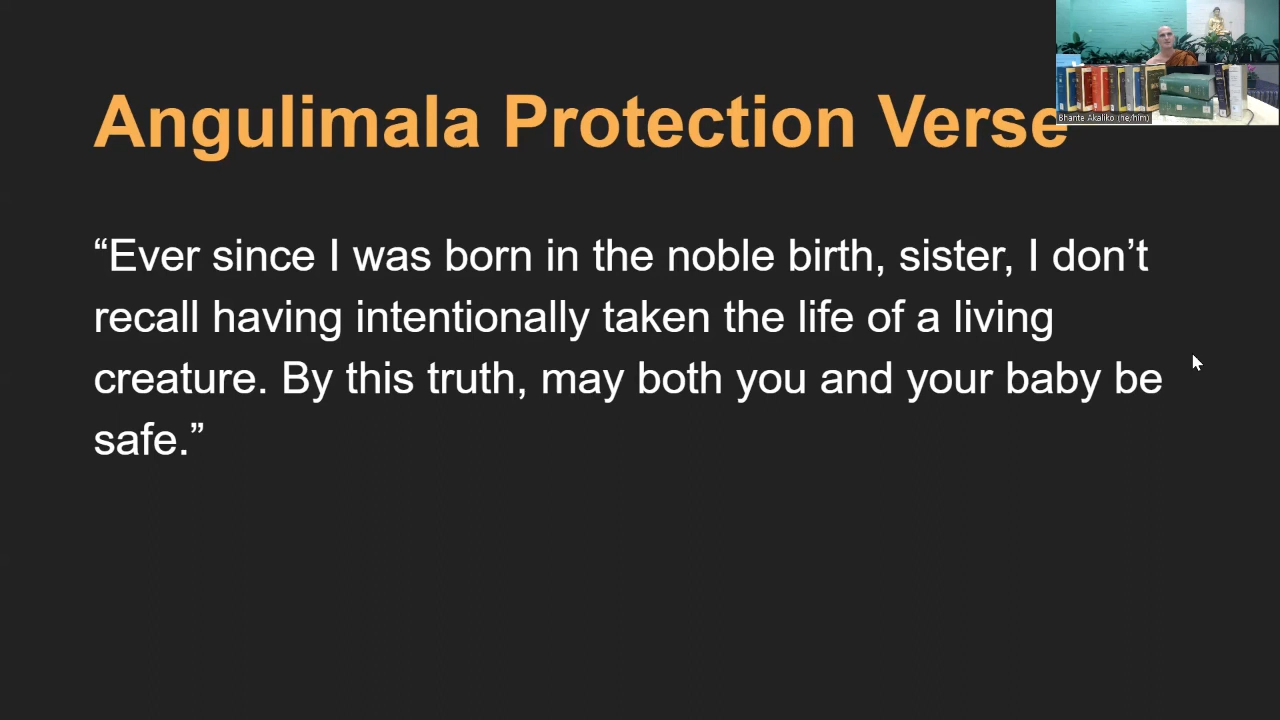 Angulimala Protection Verse
“Ever since I was born in the noble birth, sister, I don’t
recall having intentionally taken the life of a living
creature. By this truth, may both you and your baby be
safe.”
Bhante Akaliko (he/him)